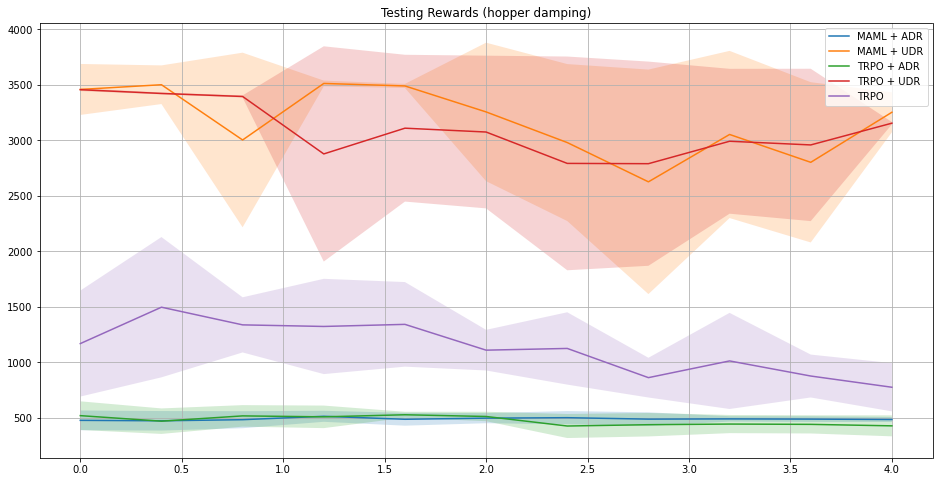 Testing Rewards (hopper damping)
4000
3500
3000
2500
2000
1500
1000
500
0.0 0.5 1.0 1.5 2.0 2.5 3.0 3.5 4.0
MAML + ADR
MAML + UDR
TRPO + ADR
TRPO + UDR
TRPO